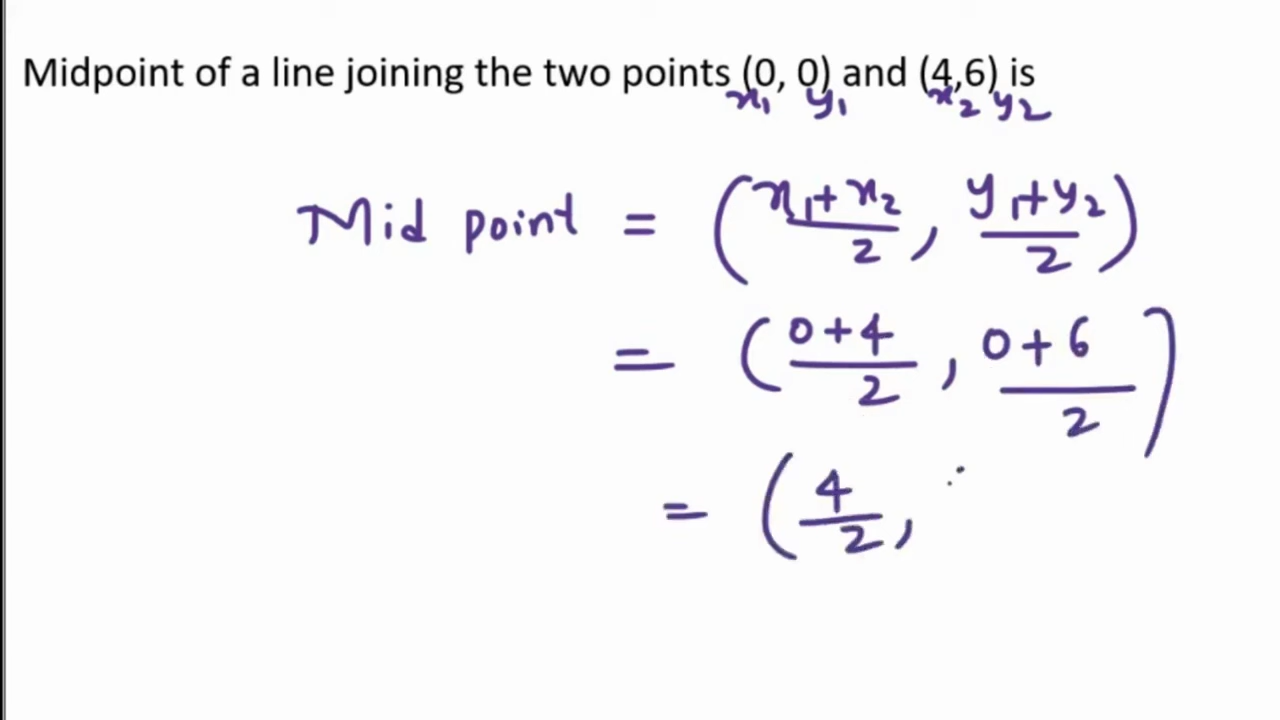 Midpoint of a line joining the two points (0, 0) and (4,6) is
x₁ y₁ x₂ y₂
Mid point = (x₁+x₂/2, y₁+y₂/2)
= (0+4/2, 0+6/2)
= (4/2,